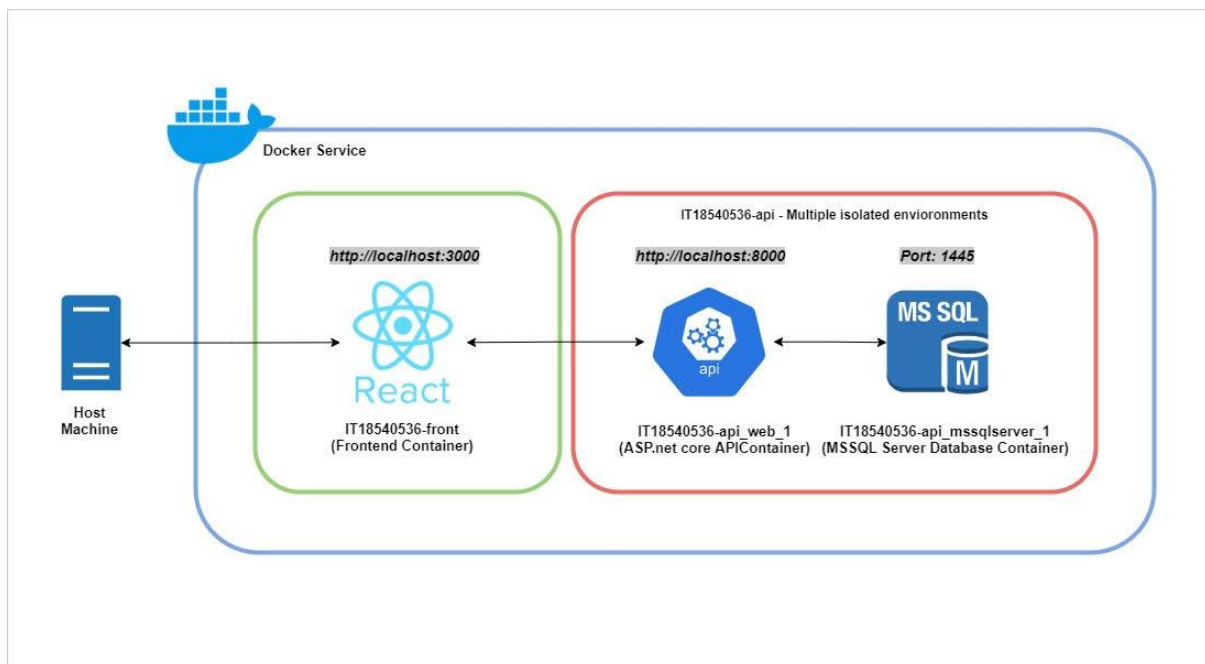 Docker Service
IT18540536-api - Multiple isolated envioronments
http://localhost:3000
http://localhost:8000
Port: 1445
MS SQL
M
api
React
Host
Machine
IT18540536-front
(Frontend Container)
IT18540536-api_web_1
(ASP.net core APIContainer)
IT18540536-api_mssqlserver_1
(MSSQL Server Database Container)